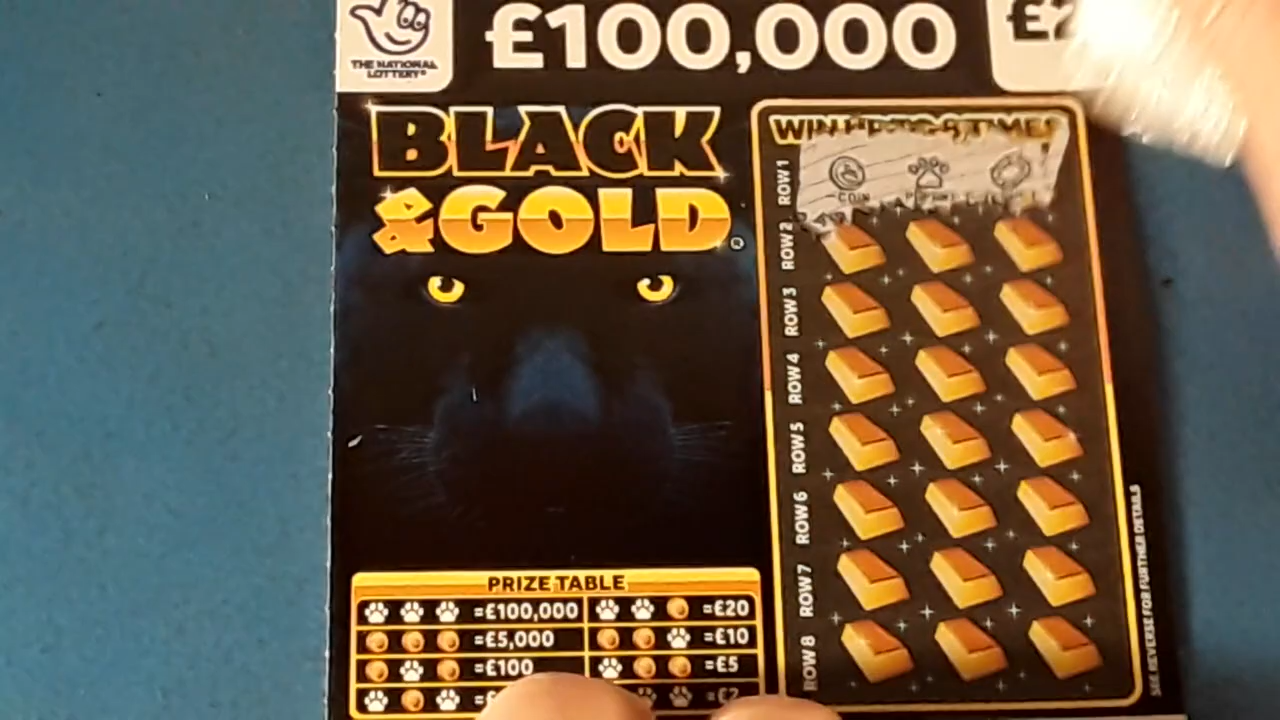 THE NATIONAL
LOTTERY®
£100,000
BLACK
&GOLD®
ROW 1
COIN
ROW 2
ROW 3
ROW 4
ROW 5
ROW 6
ROW 7
ROW 8
PRIZE TABLE
=£100,000
=£20
=£5,000
=£10
=£100
=£5
=£2
SEE REVERSE FOR FURTHER DETAILS